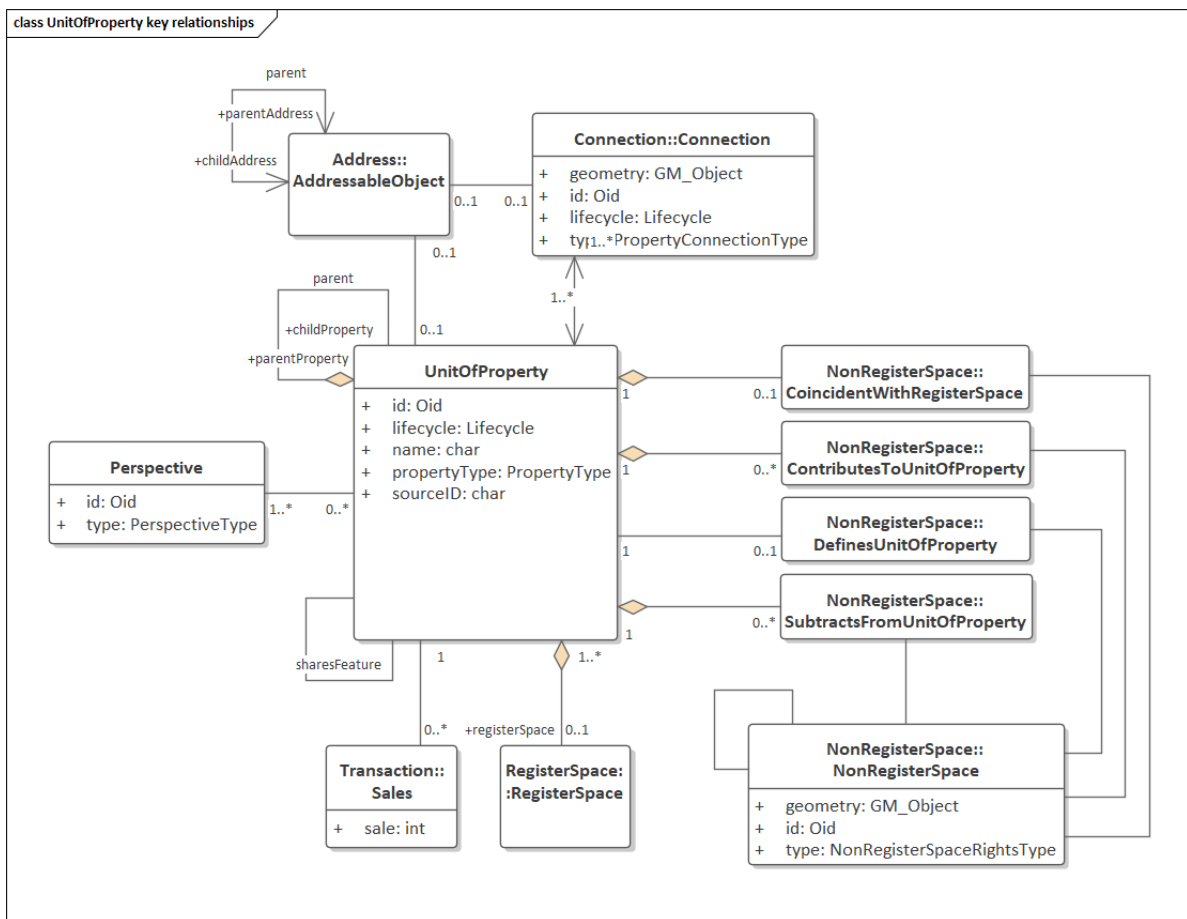 class UnitOfProperty key relationships
parent
+parentAddress
+childAddress
Address::
AddressableObject
0..1
0..1
Connection::Connection
+ geometry: GM_Object
+ id: Oid
+ lifecycle: Lifecycle
+ typ 1..* PropertyConnectionType
0..1
1..*
0..1
parent
+childProperty
+parentProperty
UnitOfProperty
+ id: Oid
+ lifecycle: Lifecycle
+ name: char
+ propertyType: PropertyType
+ sourceID: char
1
0..1
NonRegisterSpace::
CoincidentWithRegisterSpace
1
0..*
NonRegisterSpace::
ContributesToUnitOfProperty
Perspective
+ id: Oid
+ type: PerspectiveType
1..*
0..*
1
0..1
NonRegisterSpace::
DefinesUnitOfProperty
1
0..*
NonRegisterSpace::
SubtractsFromUnitOfProperty
sharesFeature
1
1..*
0..*
+registerSpace
0..1
Transaction::
Sales
+ sale: int
RegisterSpace:
:RegisterSpace
NonRegisterSpace::
NonRegisterSpace
+ geometry: GM_Object
+ id: Oid
+ type: NonRegisterSpaceRightsType